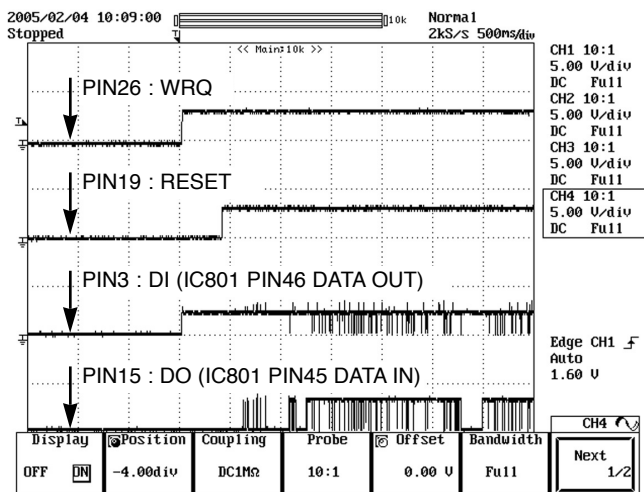 2005/02/04 10:09:00
10k
Normal
Stopped
2kS/s 500ms/div
<< Main:10k >>
CH1 10:1
5.00 V/div
DC Full
CH2 10:1
5.00 V/div
DC Full
CH3 10:1
5.00 V/div
DC Full
CH4 10:1
5.00 V/div
DC Full
PIN26 : WRQ
PIN19 : RESET
PIN3 : DI (IC801 PIN46 DATA OUT)
PIN15 : DO (IC801 PIN45 DATA IN)
Edge CH1
Auto
1.60 V
CH4
Display
OFF ON
Position
-4.00div
Coupling
DC1MΩ
Probe
10:1
Offset
0.00 V
Bandwidth
Full
Next
1/2